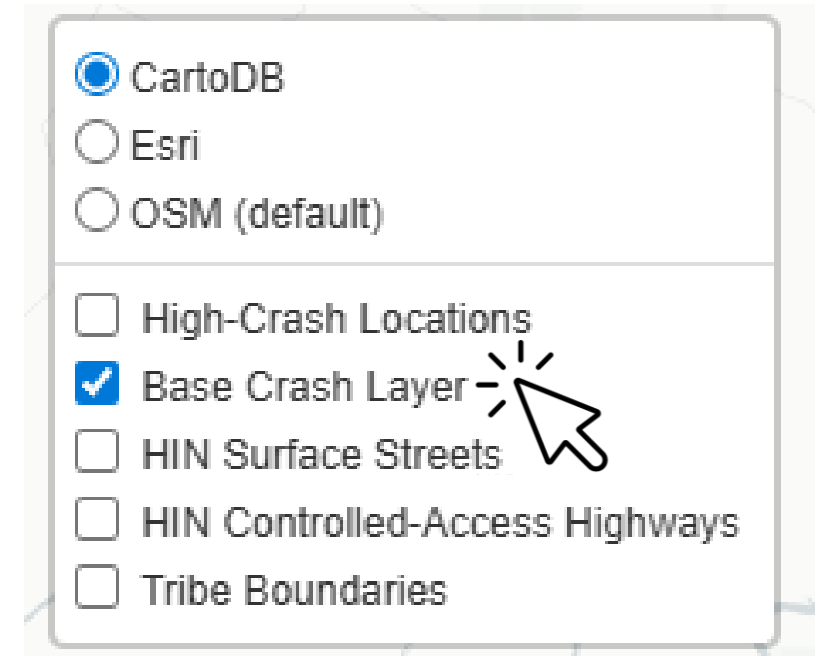 CartoDB
Esri
OSM (default)
High-Crash Locations
Base Crash Layer
HIN Surface Streets
HIN Controlled-Access Highways
Tribe Boundaries